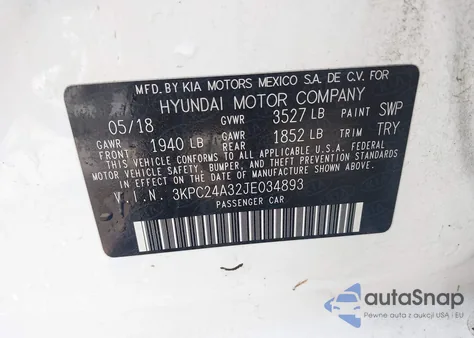 MFD. BY KIA MOTORS MEXICO S.A. DE C.V. FOR
HYUNDAI MOTOR COMPANY
05/18 GVWR 3527 LB PAINT SWP
GAWR FRONT 1940 LB GAWR REAR 1852 LB TRIM TRY
THIS VEHICLE CONFORMS TO ALL APPLICABLE U.S.A. FEDERAL
MOTOR VEHICLE SAFETY, BUMPER, AND THEFT PREVENTION
STANDARDS IN EFFECT ON THE DATE OF MANUFACTURE SHOWN ABOVE.
V.I.N. 3KPC24A32JE034893
PASSENGER CAR
autoSnap
Pewne auta z aukcji USA i EU